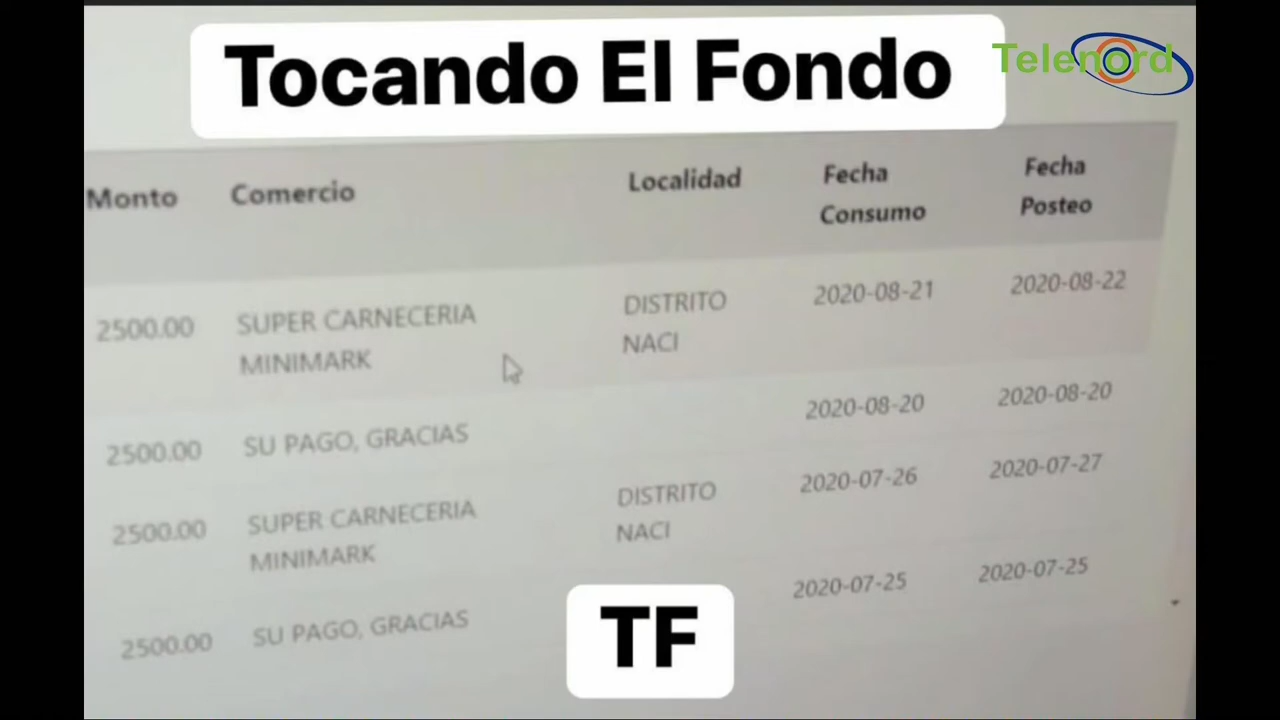 Tocando El Fondo
Telenord
Monto Comercio Localidad Fecha Consumo Fecha Posteo
2500.00 SUPER CARNECERIA MINIMARK DISTRITO NACI 2020-08-21 2020-08-22
2500.00 SU PAGO, GRACIAS 2020-08-20 2020-08-20
2500.00 SUPER CARNECERIA MINIMARK DISTRITO NACI 2020-07-26 2020-07-27
2500.00 SU PAGO, GRACIAS 2020-07-25 2020-07-25
TF